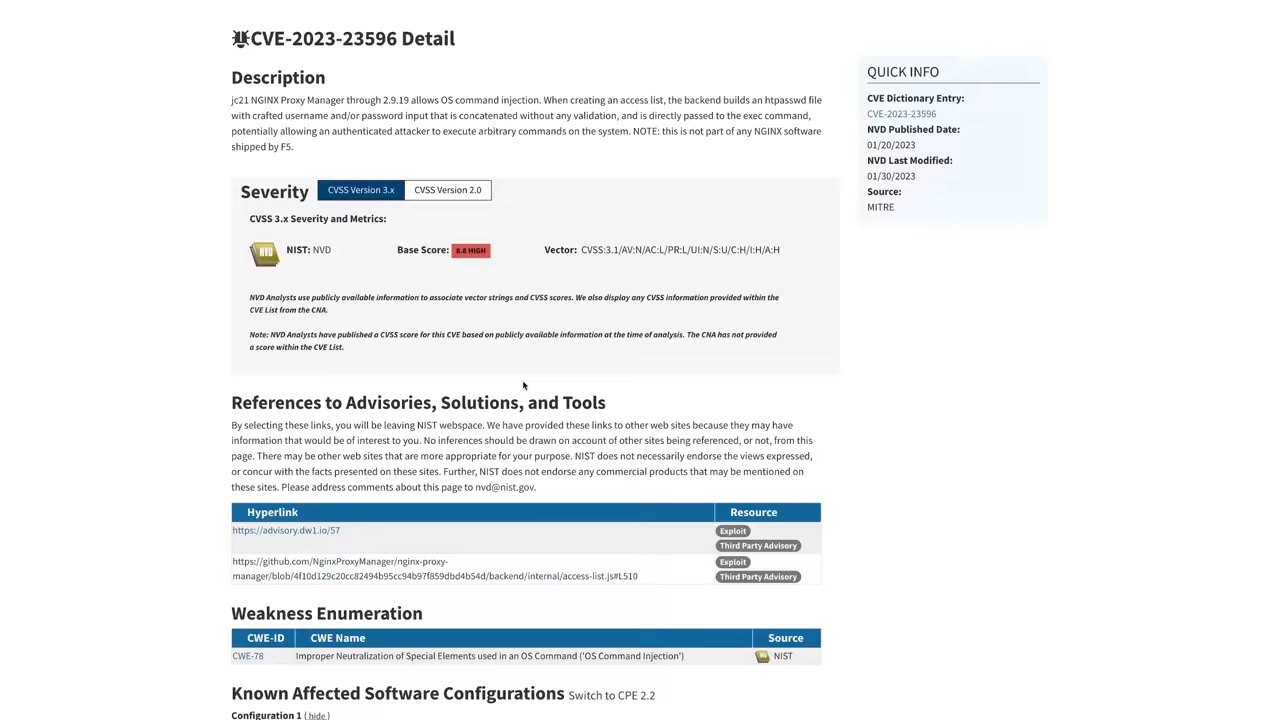 CVE-2023-23596 Detail
Description
jc21 NGINX Proxy Manager through 2.9.19 allows OS command injection. When creating an access list, the backend builds an htpasswd file
with crafted username and/or password input that is concatenated without any validation, and is directly passed to the exec command,
potentially allowing an authenticated attacker to execute arbitrary commands on the system. NOTE: this is not part of any NGINX software
shipped by F5.
Severity CVSS Version 3.x CVSS Version 2.0
CVSS 3.x Severity and Metrics:
NVD NIST: NVD Base Score: 8.8 HIGH Vector: CVSS:3.1/AV:N/AC:L/PR:L/UI:N/S:U/C:H/I:H/A:H
NVD Analysts use publicly available information to associate vector strings and CVSS scores. We also display any CVSS information provided within the
CVE List from the CNA.
Note: NVD Analysts have published a CVSS score for this CVE based on publicly available information at the time of analysis. The CNA has not provided
a score within the CVE List.
References to Advisories, Solutions, and Tools
By selecting these links, you will be leaving NIST webspace. We have provided these links to other web sites because they may have
information that would be of interest to you. No inferences should be drawn on account of other sites being referenced, or not, from this
page. There may be other web sites that are more appropriate for your purpose. NIST does not necessarily endorse the views expressed,
or concur with the facts presented on these sites. Further, NIST does not endorse any commercial products that may be mentioned on
these sites. Please address comments about this page to nvd@nist.gov.
Hyperlink Resource
https://advisory.dw1.io/57 Exploit
Third Party Advisory
https://github.com/NginxProxyManager/nginx-proxy- Exploit
manager/blob/4f10d129c20cc82494b95cc94b97f859dbd4b54d/backend/internal/access-list.js#L510 Third Party Advisory
Weakness Enumeration
CWE-ID CWE Name Source
CWE-78 Improper Neutralization of Special Elements used in an OS Command ('OS Command Injection') NIST
Known Affected Software Configurations Switch to CPE 2.2
Configuration 1 ( hide )
QUICK INFO
CVE Dictionary Entry:
CVE-2023-23596
NVD Published Date:
01/20/2023
NVD Last Modified:
01/30/2023
Source:
MITRE